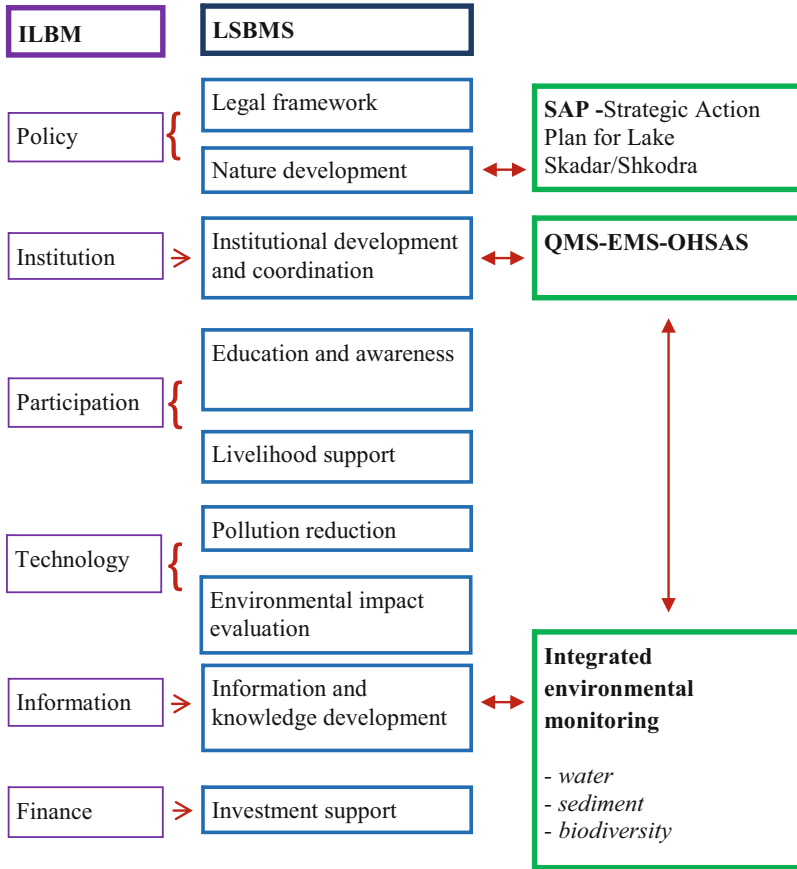 ILBM
LSBMS
Policy
Legal framework
Nature development
SAP -Strategic Action
Plan for Lake
Skadar/Shkodra
Institution
Institutional development
and coordination
QMS-EMS-OHSAS
Participation
Education and awareness
Livelihood support
Technology
Pollution reduction
Environmental impact
evaluation
Information
Information and
knowledge development
Integrated
environmental
monitoring
- water
- sediment
- biodiversity
Finance
Investment support